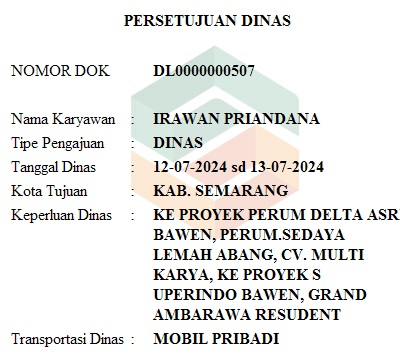 PERSETUJUAN DINAS
NOMOR DOK DL0000000507
Nama Karyawan : IRAWAN PRIANDANA
Tipe Pengajuan : DINAS
Tanggal Dinas : 12-07-2024 sd 13-07-2024
Kota Tujuan : KAB. SEMARANG
Keperluan Dinas : KE PROYEK PERUM DELTA ASRI
BAWEN, PERUM.SEDAYA
LEMAH ABANG, CV. MULTI
KARYA, KE PROYEK S
UPERINDO BAWEN, GRAND
AMBARAWA RESUDENT
Transportasi Dinas : MOBIL PRIBADI